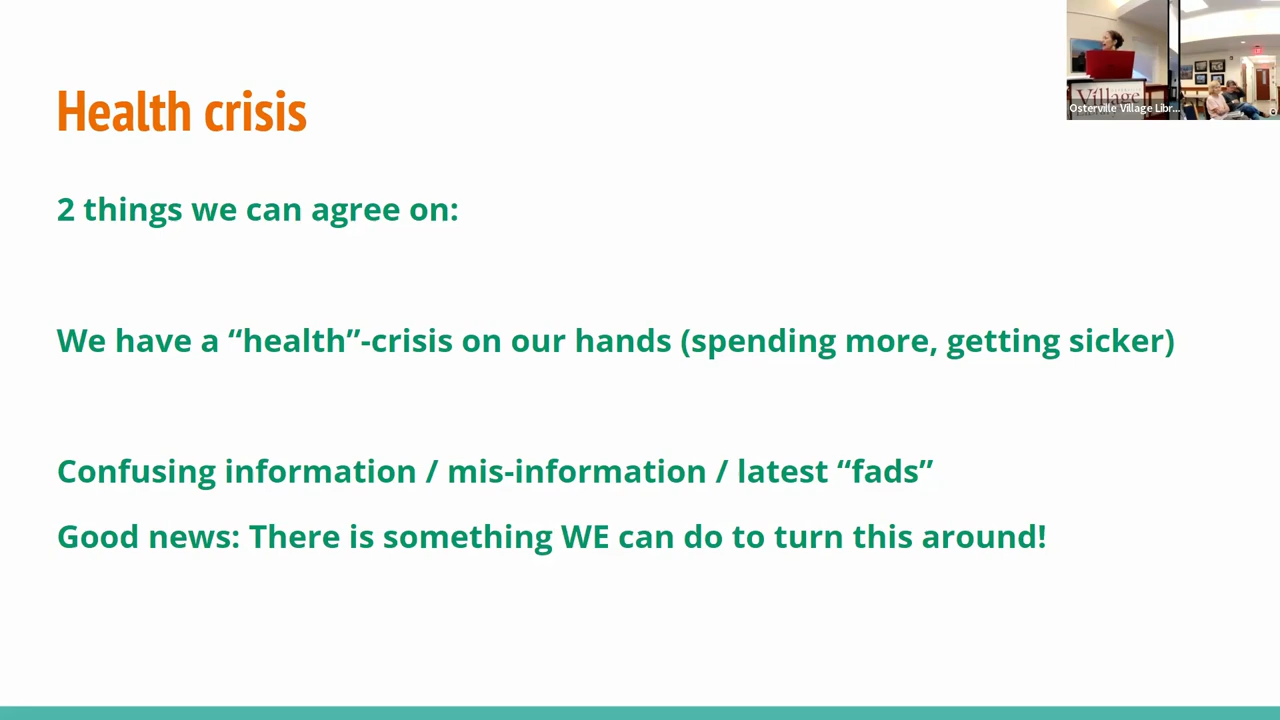 Health crisis
2 things we can agree on:
We have a “health”-crisis on our hands (spending more, getting sicker)
Confusing information / mis-information / latest “fads”
Good news: There is something WE can do to turn this around!
Village
Library
Osterville Village Libr...